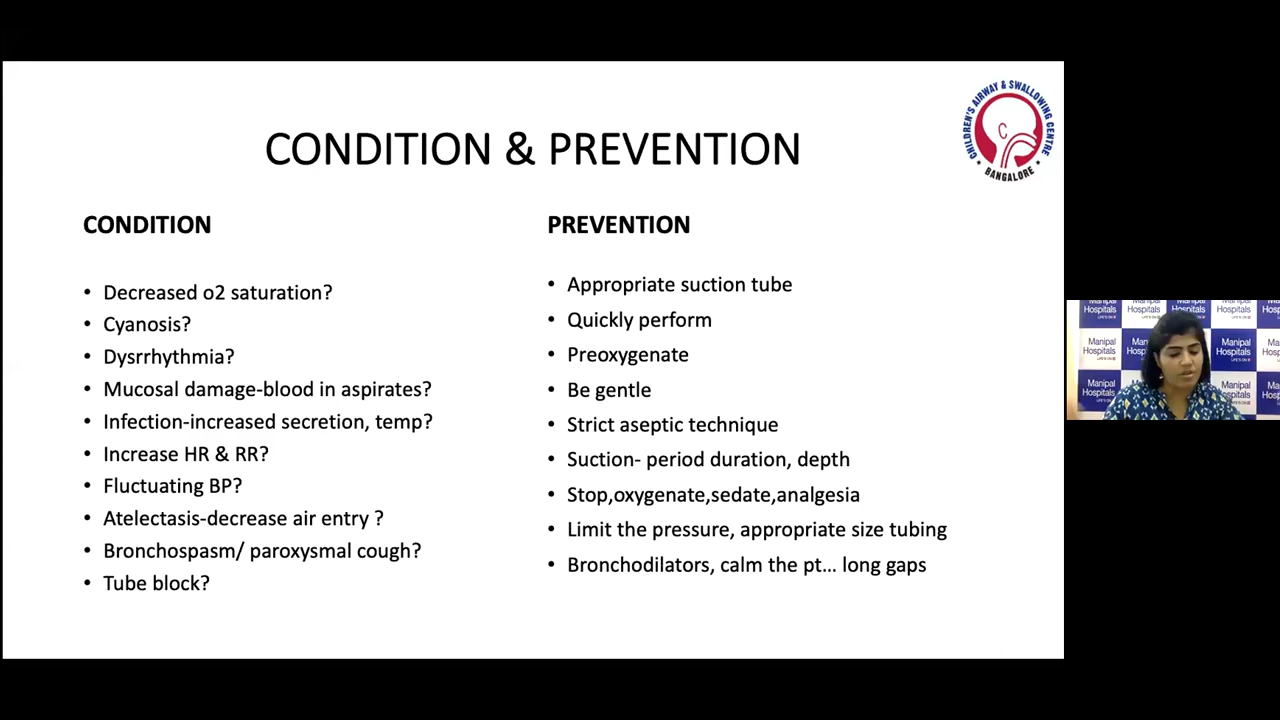 CONDITION & PREVENTION
CHILDREN'S AIRWAY & SWALLOWING CENTRE
BANGALORE
CONDITION
• Decreased o2 saturation?
• Cyanosis?
• Dysrrhythmia?
• Mucosal damage-blood in aspirates?
• Infection-increased secretion, temp?
• Increase HR & RR?
• Fluctuating BP?
• Atelectasis-decrease air entry ?
• Bronchospasm/ paroxysmal cough?
• Tube block?
PREVENTION
• Appropriate suction tube
• Quickly perform
• Preoxygenate
• Be gentle
• Strict aseptic technique
• Suction- period duration, depth
• Stop,oxygenate,sedate,analgesia
• Limit the pressure, appropriate size tubing
• Bronchodilators, calm the pt... long gaps
Manipal
Hospitals